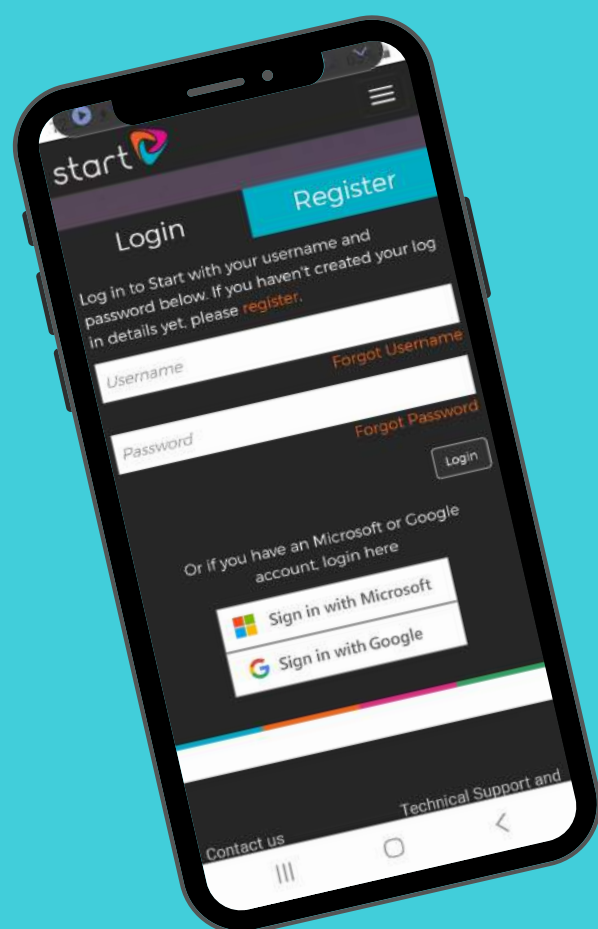 start
Login
Register
Log in to Start with your username and
password below. If you haven't created your log
in details yet, please register.
Username
Forgot Username
Password
Forgot Password
Login
Or if you have an Microsoft or Google
account, login here
Sign in with Microsoft
Sign in with Google
Contact us
Technical Support and